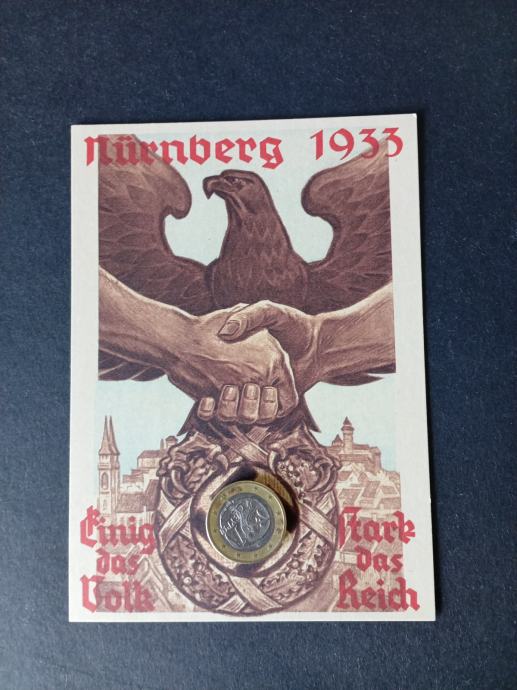 Nürnberg 1933
Einig
das
Volk
Stark
das
Reich